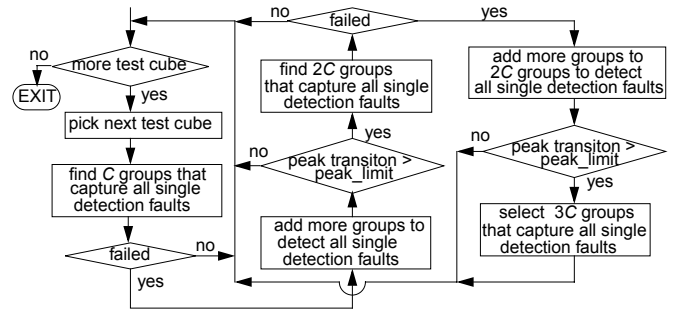 no
more test cube
EXIT
yes
pick next test cube
find C groups that
capture all single
detection faults
failed
no
yes
failed
no
yes
find 2C groups
that capture all single
detection faults
yes
no
peak transiton >
peak_limit
add more groups to
detect all single
detection faults
add more groups to
2C groups to detect
all single detection faults
no
peak transiton >
peak_limit
yes
select 3C groups
that capture all single
detection faults